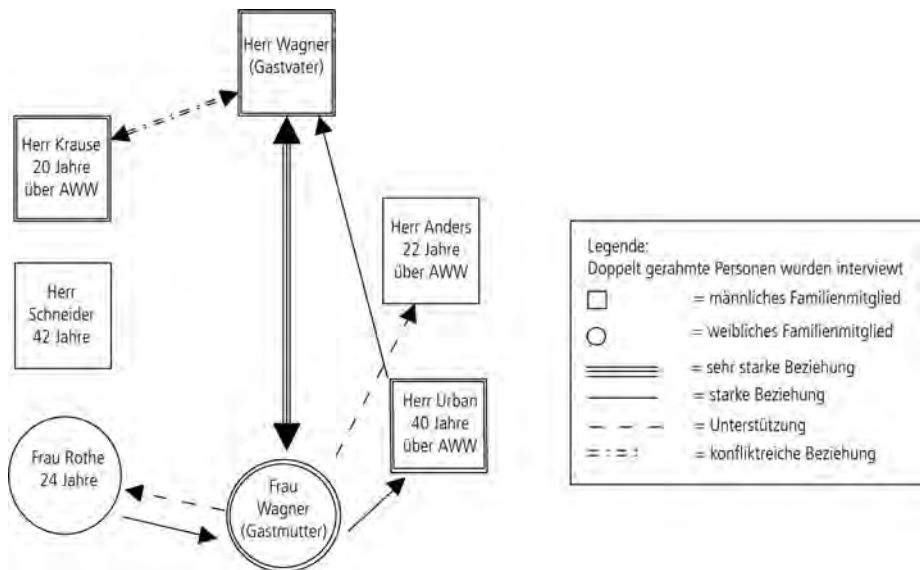 Herr Wagner
(Gastvater)
Herr Krause
20 Jahre
über AWW
Herr Anders
22 Jahre
über AWW
Herr
Schneider
42 Jahre
Herr Urban
40 Jahre
über AWW
Frau Rothe
24 Jahre
Frau
Wagner
(Gastmutter)
Legende:
Doppelt gerahmte Personen wurden interviewt
= männliches Familienmitglied
= weibliches Familienmitglied
= sehr starke Beziehung
= starke Beziehung
= Unterstützung
= konfliktreiche Beziehung